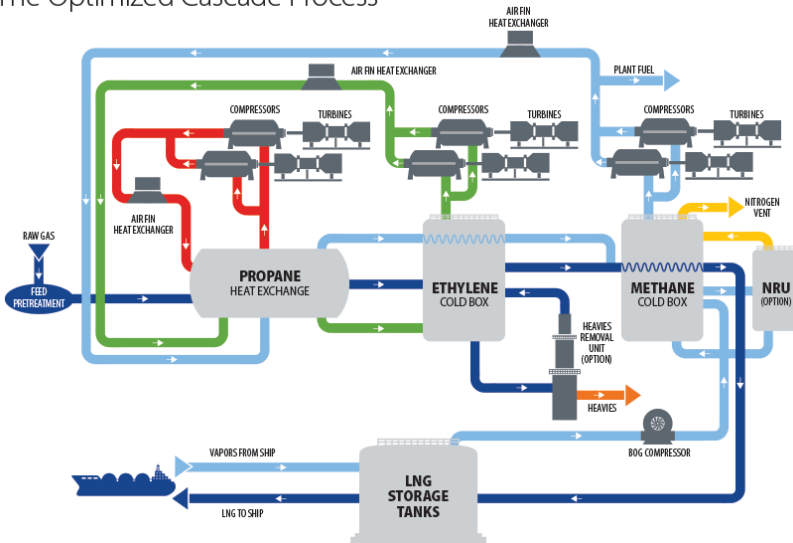 The Optimized Cascade Process
AIR FIN
HEAT EXCHANGER
AIR FIN HEAT EXCHANGER
PLANT FUEL
COMPRESSORS
TURBINES
COMPRESSORS
TURBINES
COMPRESSORS
TURBINES
AIR FIN
HEAT EXCHANGER
NITROGEN
VENT
RAW GAS
FEED
PRETREATMENT
PROPANE
HEAT EXCHANGE
ETHYLENE
COLD BOX
METHANE
COLD BOX
NRU
(OPTION)
HEAVIES
REMOVAL
UNIT
(OPTION)
HEAVIES
BOG COMPRESSOR
VAPORS FROM SHIP
LNG TO SHIP
LNG
STORAGE
TANKS